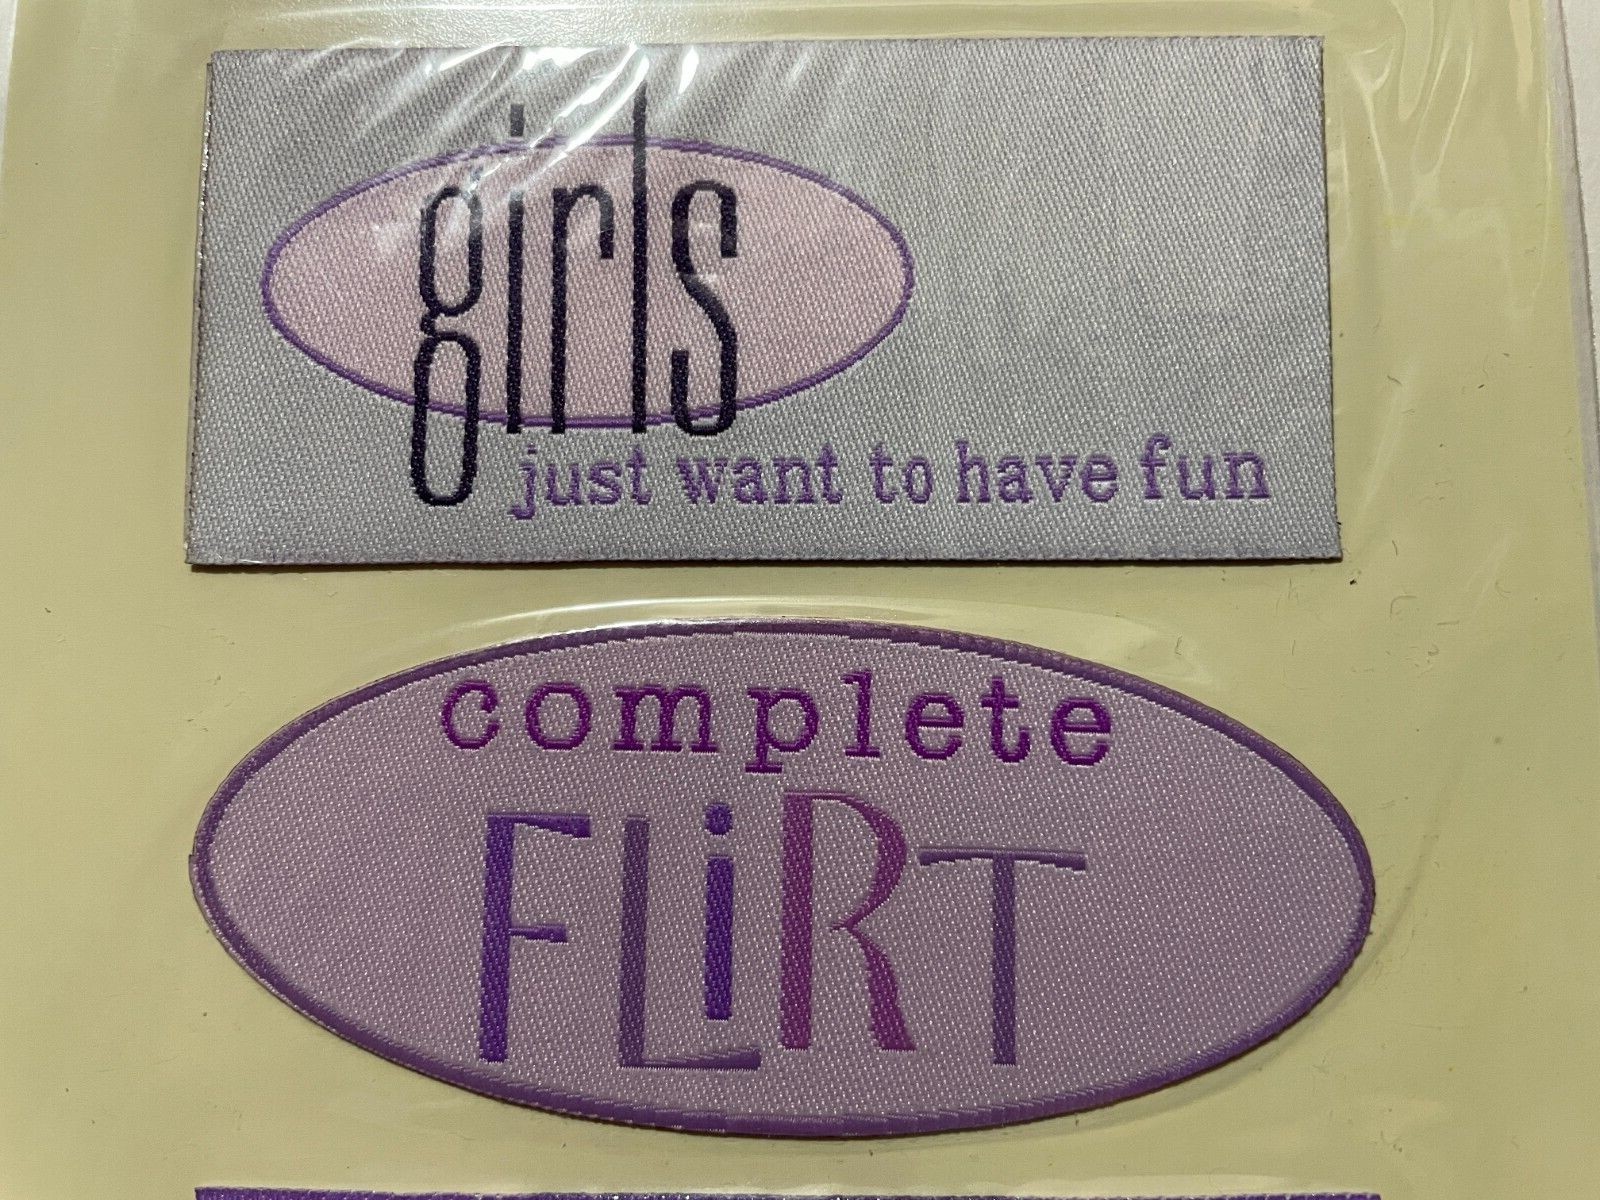 girls
just want to have fun
complete
FLiRT